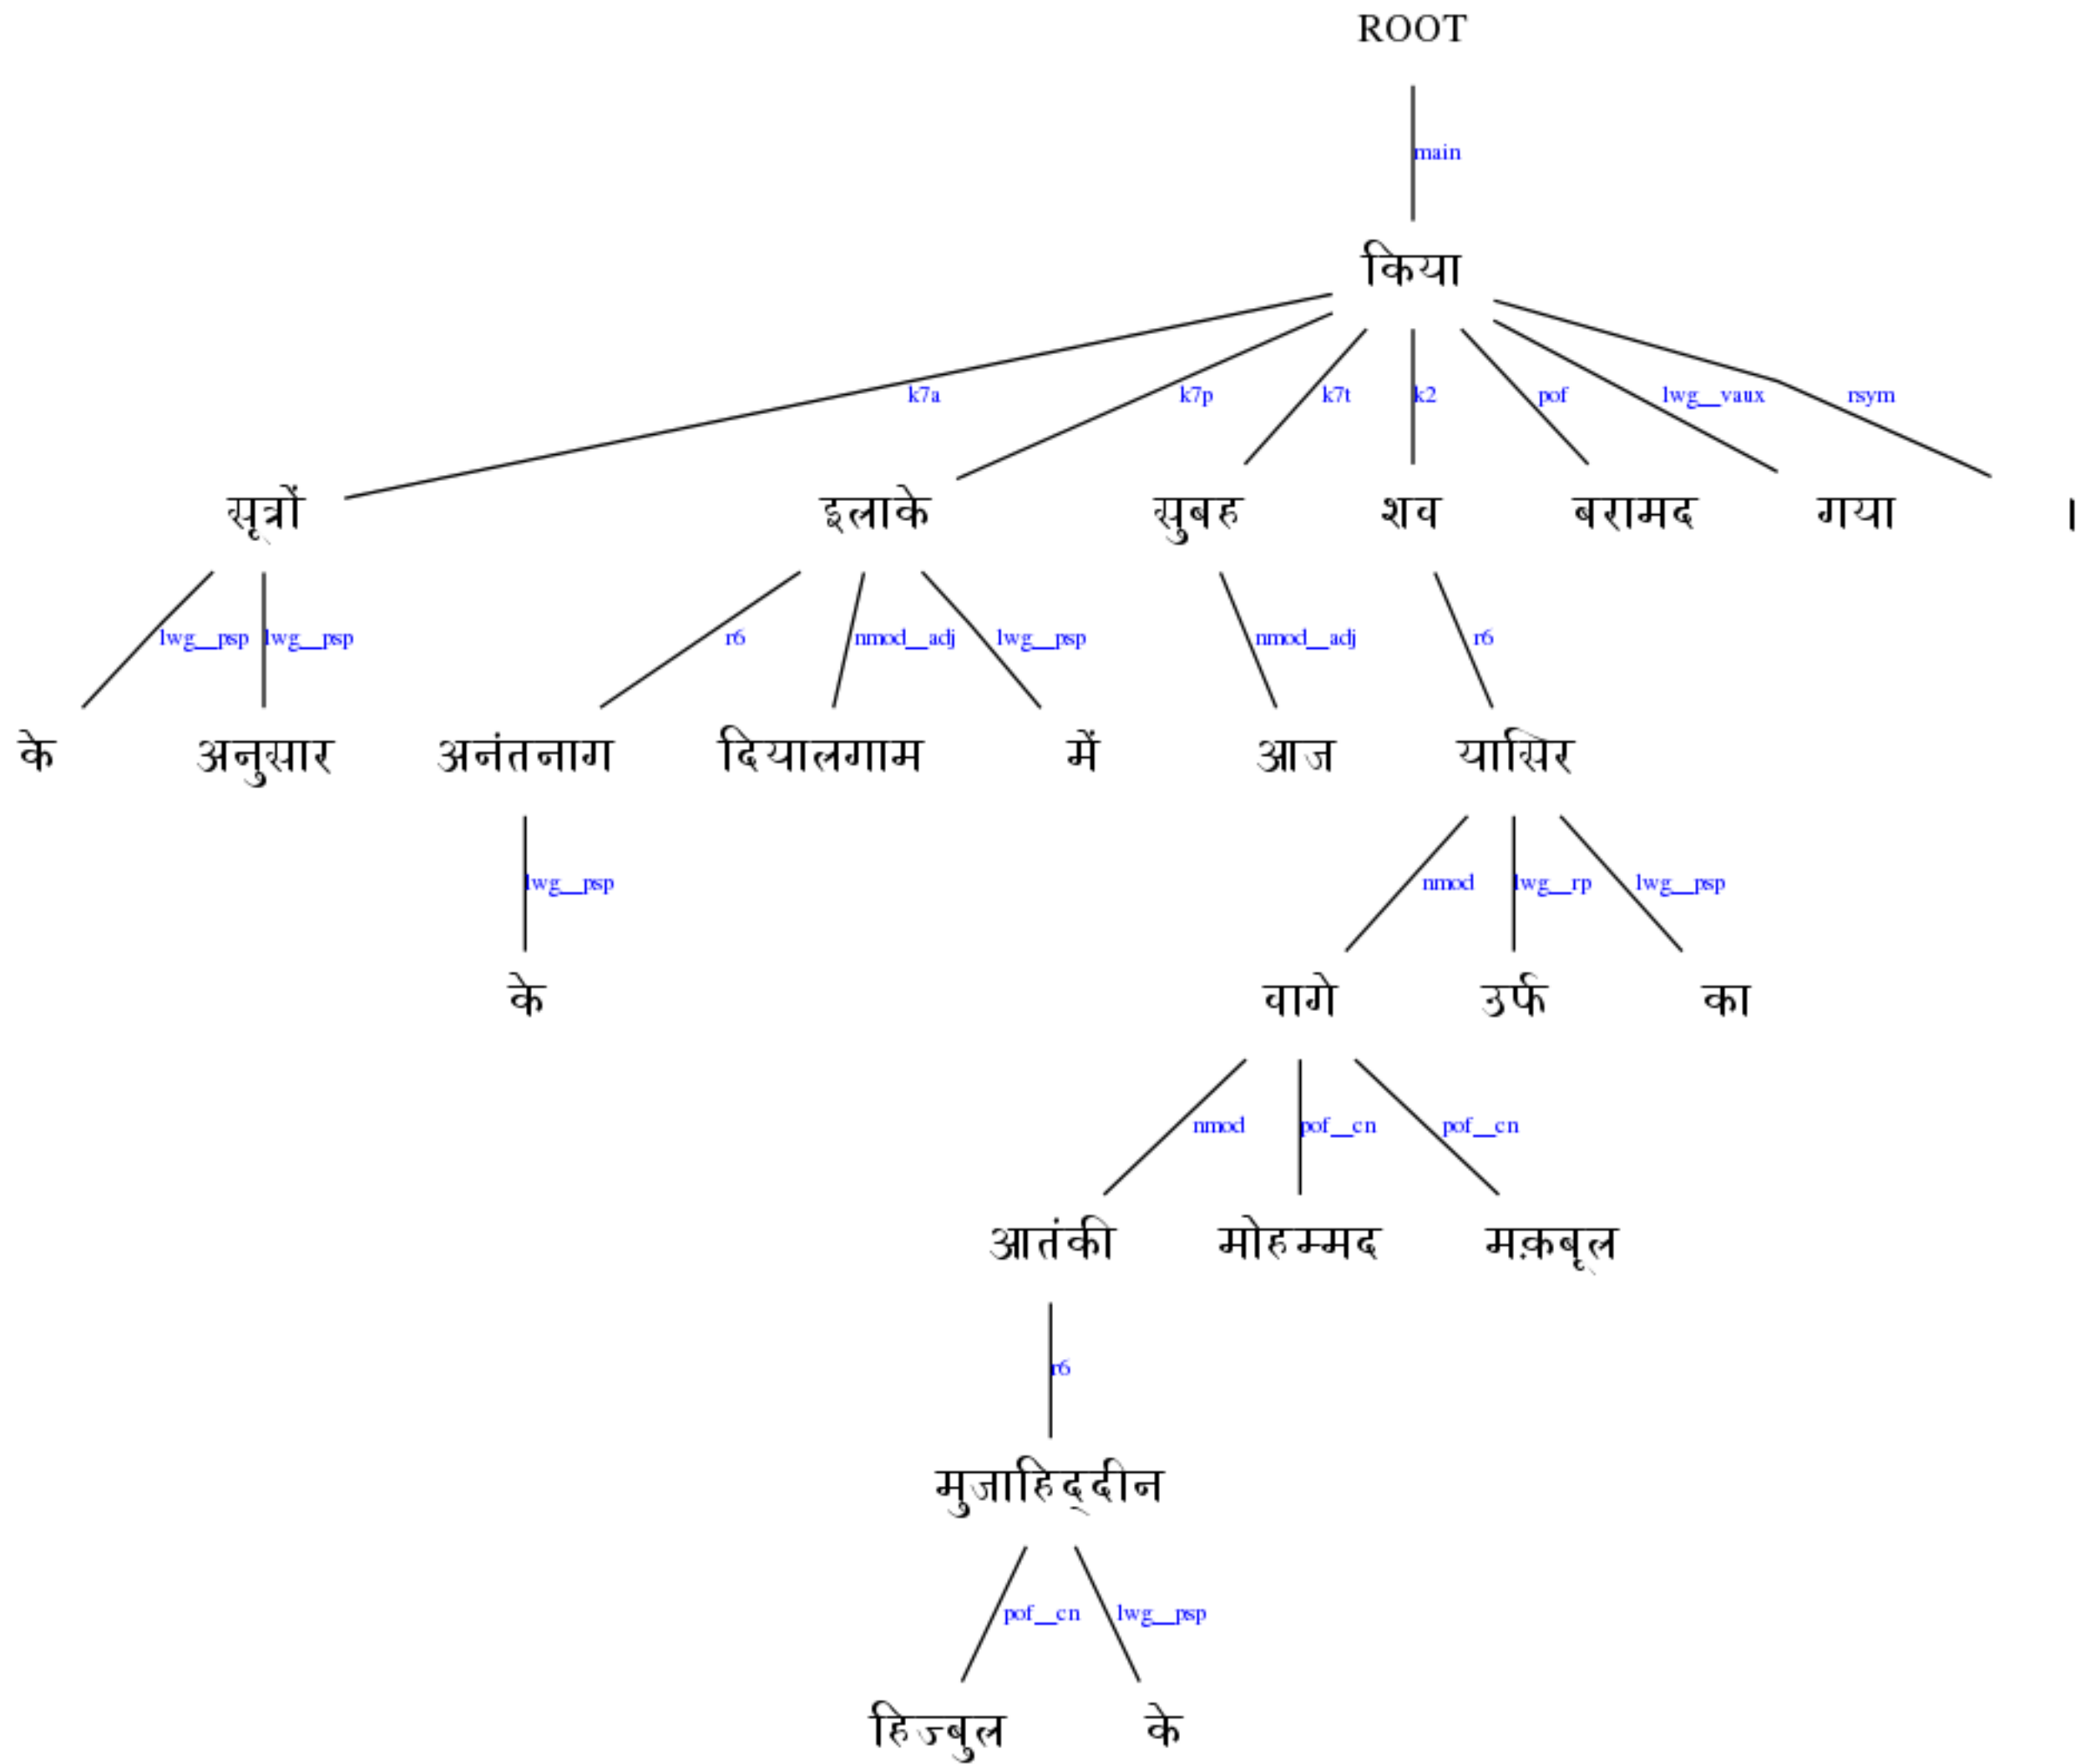 ROOT
main
किया
k7a k7p k7t k2 pof lwg__vaux rsym
सूत्रों इलाके सुबह शव बरामद गया ।
lwg__psp lwg__psp r6 nmod__adj lwg__psp nmod__adj r6
के अनुसार अनंतनाग दियालगाम में आज यासिर
lwg__psp nmod lwg__rp lwg__psp
के वागे उर्फ का
nmod pof__cn pof__cn
आतंकी मोहम्मद मक़बूल
r6
मुजाहिद्दीन
pof__cn lwg__psp
हिज्बुल के